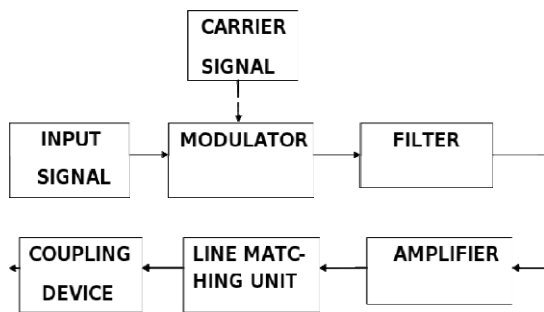 CARRIER
SIGNAL
INPUT
SIGNAL
MODULATOR
FILTER
COUPLING
DEVICE
LINE MATC-
HING UNIT
AMPLIFIER